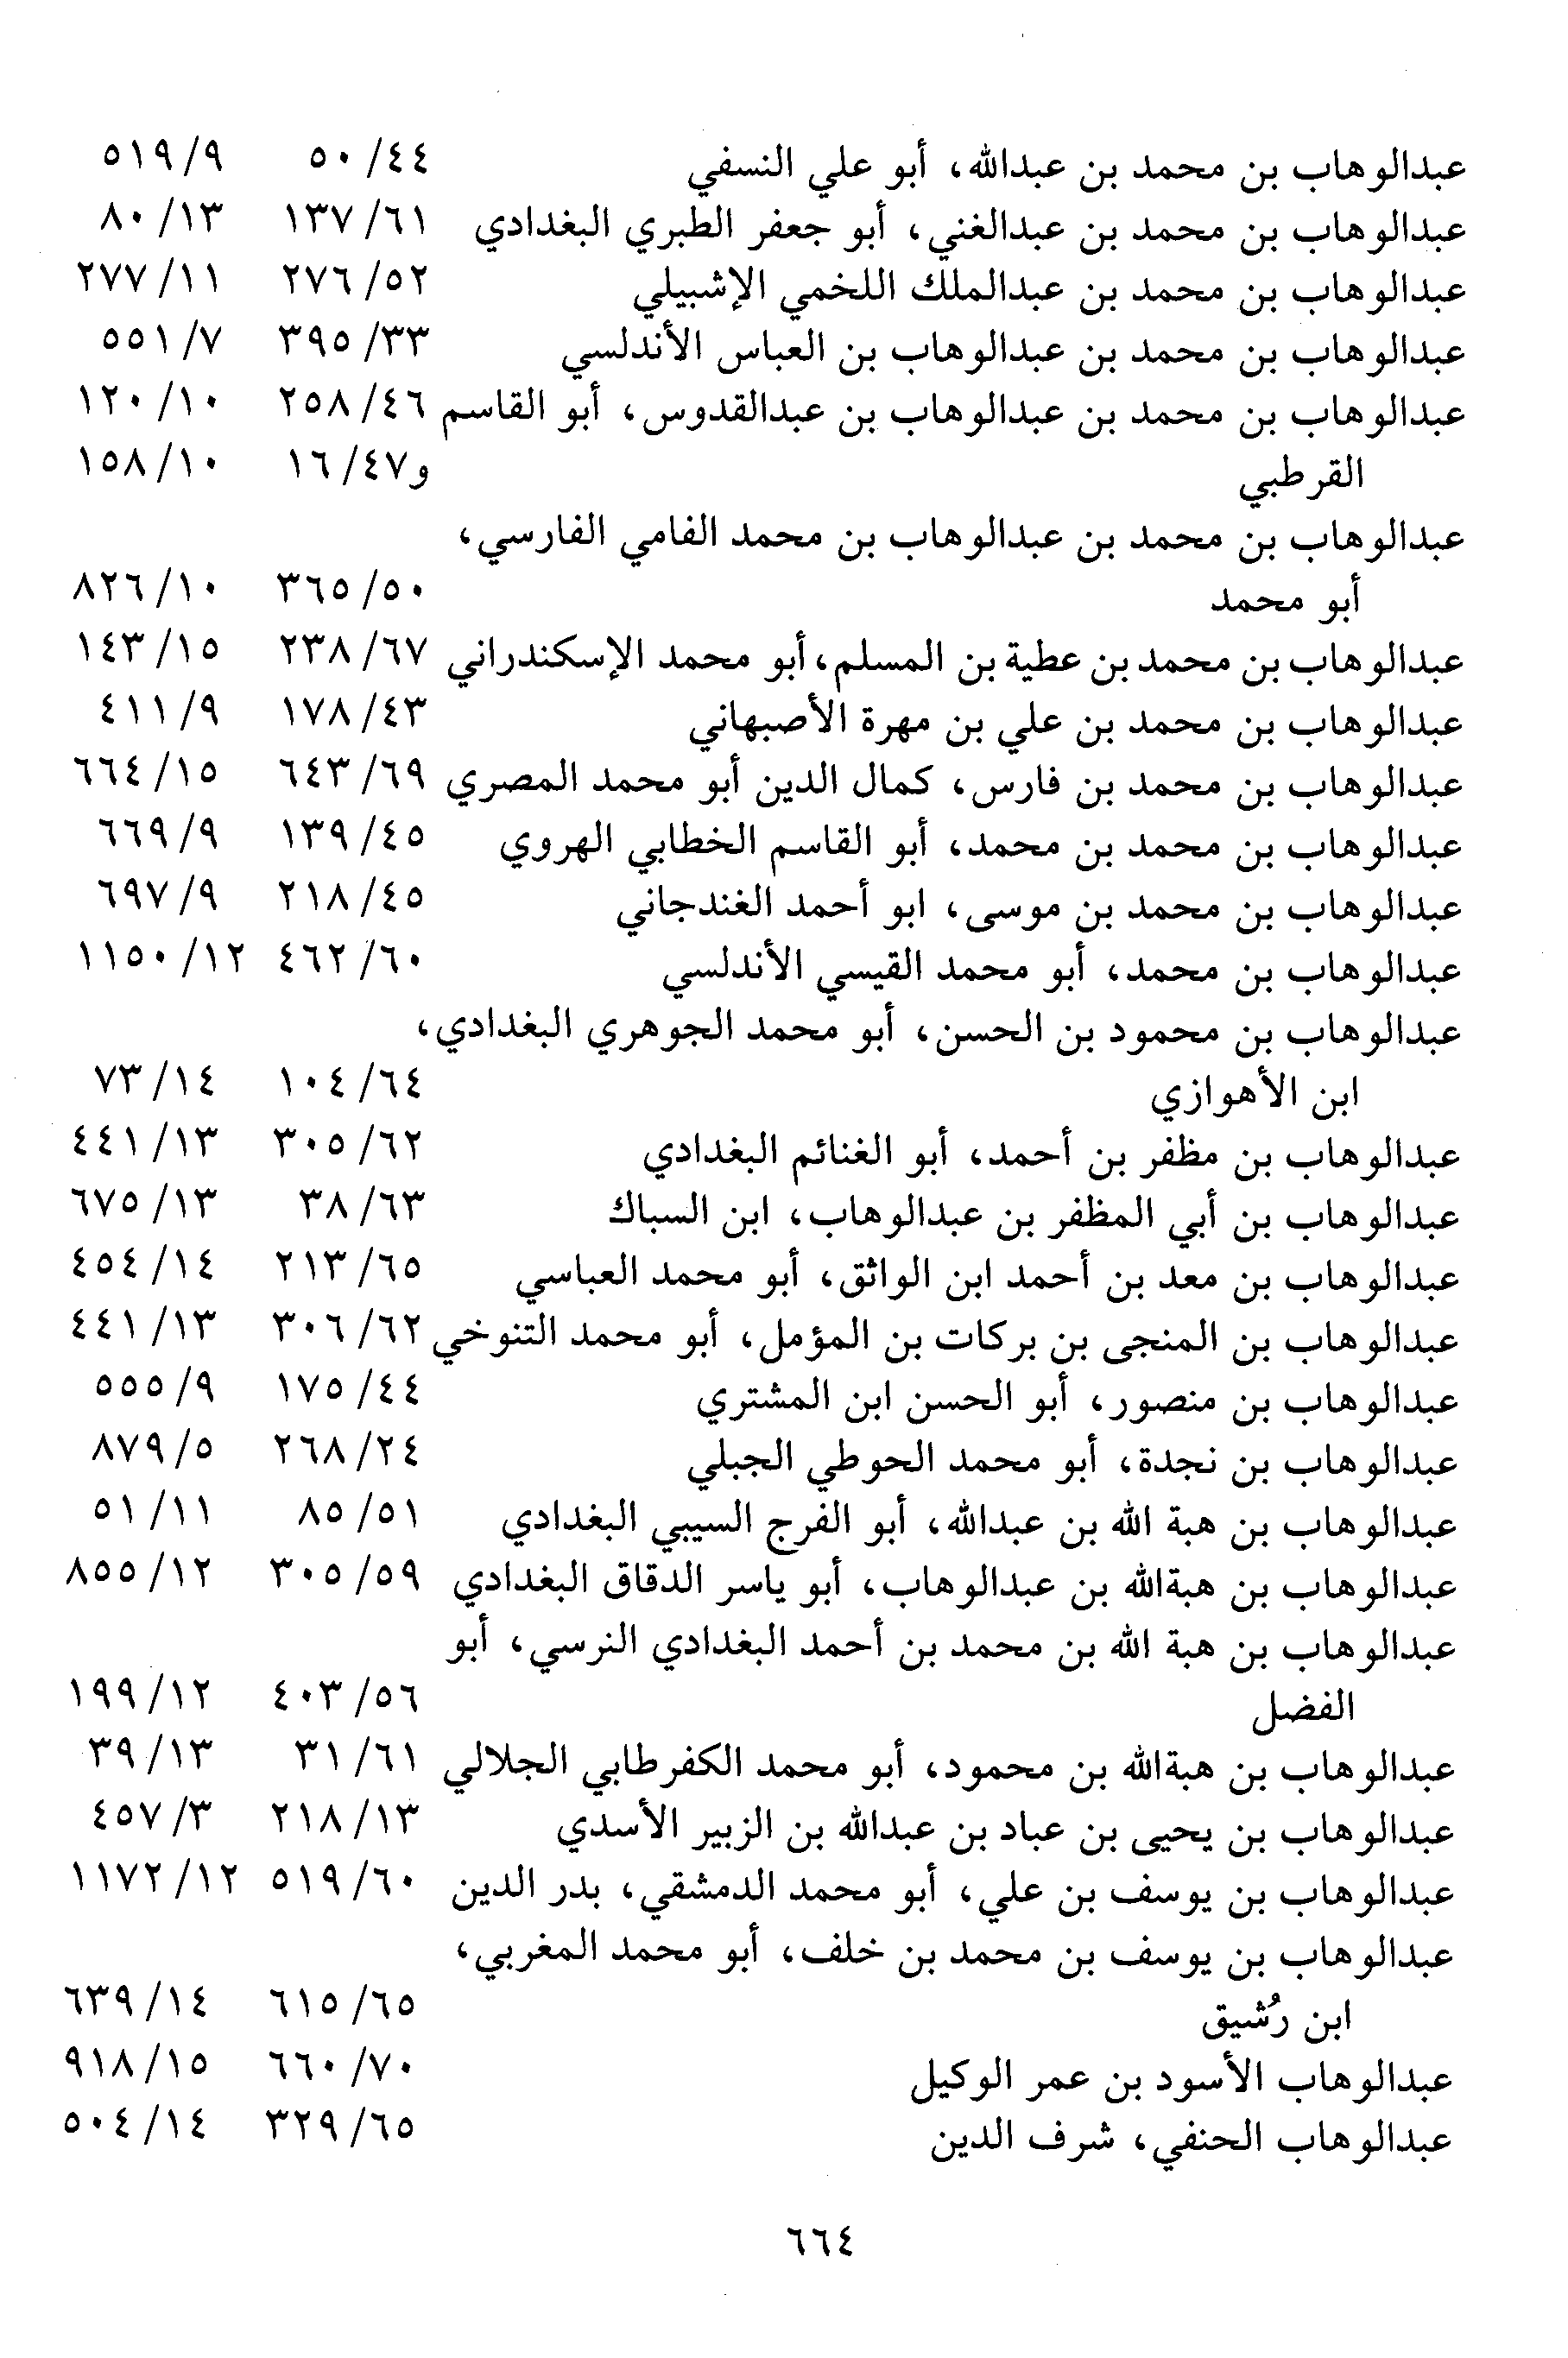 عبدالوهاب بن محمد بن عبدالله، أبو علي النسفي ٤٤/ ٥٠ ٩/ ٥١٩
عبدالوهاب بن محمد بن عبدالغني، أبو جعفر الطبري البغدادي ٦١/ ١٣٧ ١٣/ ٨٠
عبدالوهاب بن محمد بن عبدالملك اللخمي الإشبيلي ٥٢/ ٢٧٦ ١١/ ٢٧٧
عبدالوهاب بن محمد بن عبدالوهاب بن العباس الأندلسي ٣٣/ ٣٩٥ ٧/ ٥٥١
عبدالوهاب بن محمد بن عبدالوهاب بن عبدالقدوس، أبو القاسم ٤٦/ ٢٥٨ ١٠/ ١٢٠
القرطبي و٤٧/ ١٦ ١٠/ ١٥٨
عبدالوهاب بن محمد بن عبدالوهاب بن محمد الفامي الفارسي،
أبو محمد ٥٠/ ٣٦٥ ١٠/ ٨٢٦
عبدالوهاب بن محمد بن عطية بن المسلم، أبو محمد الإسكندراني ٦٧/ ٢٣٨ ١٥/ ١٤٣
عبدالوهاب بن محمد بن علي بن مهرة الأصبهاني ٤٣/ ١٧٨ ٩/ ٤١١
عبدالوهاب بن محمد بن فارس، كمال الدين أبو محمد المصري ٦٩/ ٦٤٣ ١٥/ ٦٦٤
عبدالوهاب بن محمد بن محمد، أبو القاسم الخطابي الهروي ٤٥/ ١٣٩ ٩/ ٦٦٩
عبدالوهاب بن محمد بن موسى، ابو أحمد الغندجاني ٤٥/ ٢١٨ ٩/ ٦٩٧
عبدالوهاب بن محمد، أبو محمد القيسي الأندلسي ٦٠/ ٤٦٢ ١٢/ ١١٥٠
عبدالوهاب بن محمود بن الحسن، أبو محمد الجوهري البغدادي،
ابن الأهوازي ٦٤/ ١٠٤ ١٤/ ٧٣
عبدالوهاب بن مظفر بن أحمد، أبو الغنائم البغدادي ٦٢/ ٣٠٥ ١٣/ ٤٤١
عبدالوهاب بن أبي المظفر بن عبدالوهاب، ابن السباك ٦٣/ ٣٨ ١٣/ ٦٧٥
عبدالوهاب بن معد بن أحمد ابن الواثق، أبو محمد العباسي ٦٥/ ٢١٣ ١٤/ ٤٥٤
عبدالوهاب بن المنجى بن بركات بن المؤمل، أبو محمد التنوخي ٦٢/ ٣٠٦ ١٣/ ٤٤١
عبدالوهاب بن منصور، أبو الحسن ابن المشتري ٤٤/ ١٧٥ ٩/ ٥٥٥
عبدالوهاب بن نجدة، أبو محمد الحوطي الجبلي ٢٤/ ٢٦٨ ٥/ ٨٧٩
عبدالوهاب بن هبة الله بن عبدالله، أبو الفرج السيبي البغدادي ٥١/ ٨٥ ١١/ ٥١
عبدالوهاب بن هبةالله بن عبدالوهاب، أبو ياسر الدقاق البغدادي ٥٩/ ٣٠٥ ١٢/ ٨٥٥
عبدالوهاب بن هبة الله بن محمد بن أحمد البغدادي النرسي، أبو
الفضل ٥٦/ ٤٠٣ ١٢/ ١٩٩
عبدالوهاب بن هبةالله بن محمود، أبو محمد الكفرطابي الجلالي ٦١/ ٣١ ١٣/ ٣٩
عبدالوهاب بن يحيى بن عباد بن عبدالله بن الزبير الأسدي ١٣/ ٢١٨ ٣/ ٤٥٧
عبدالوهاب بن يوسف بن علي، أبو محمد الدمشقي، بدر الدين ٦٠/ ٥١٩ ١٢/ ١١٧٢
عبدالوهاب بن يوسف بن محمد بن خلف، أبو محمد المغربي،
ابن رُشيق ٦٥/ ٦١٥ ١٤/ ٦٣٩
عبدالوهاب الأسود بن عمر الوكيل ٧٠/ ٦٦٠ ١٥/ ٩١٨
عبدالوهاب الحنفي، شرف الدين ٦٥/ ٣٢٩ ١٤/ ٥٠٤
٦٦٤